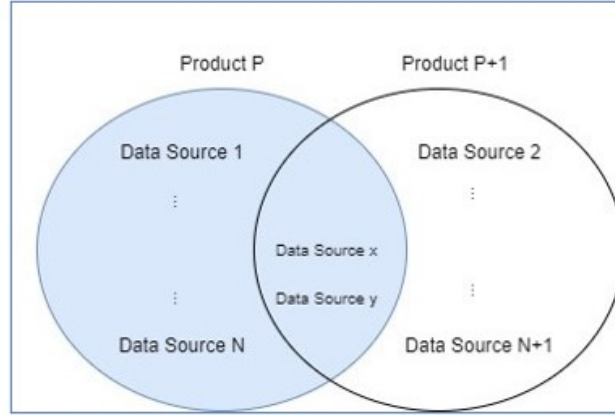 Product P
Product P+1
Data Source 1
Data Source 2
⋮
⋮
Data Source x
Data Source y
⋮
⋮
Data Source N
Data Source N+1